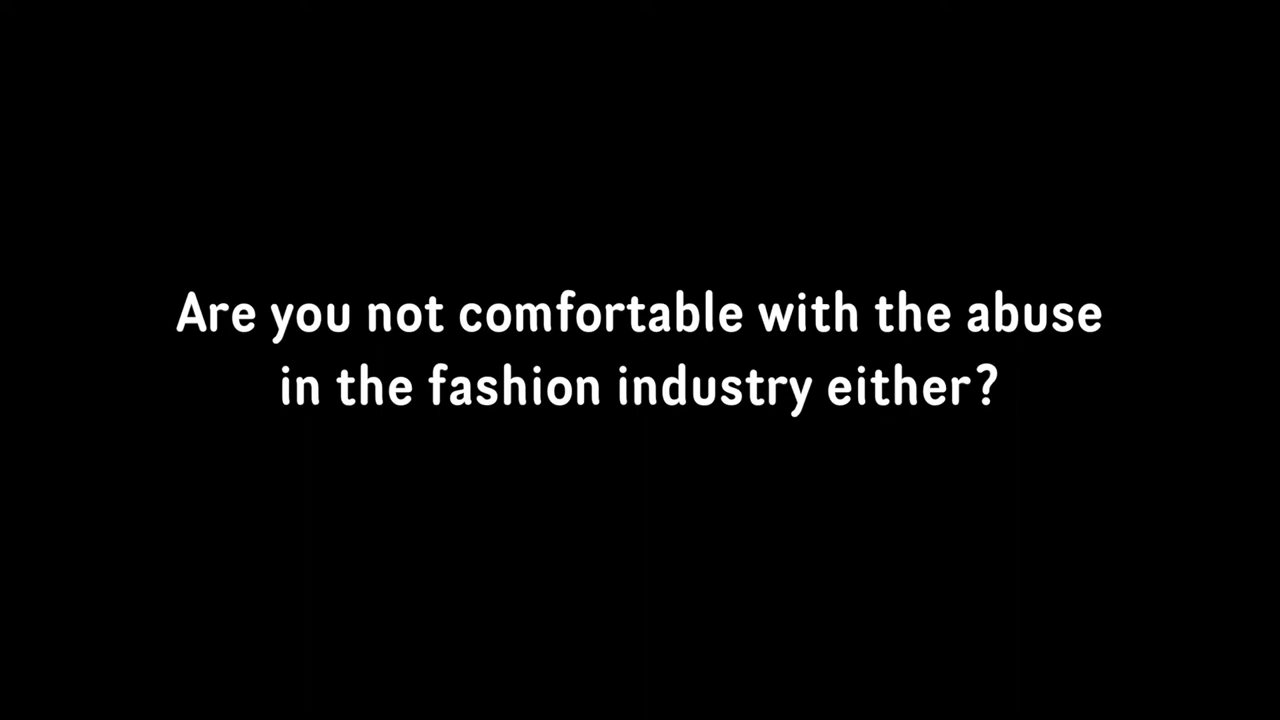 Are you not comfortable with the abuse
in the fashion industry either?